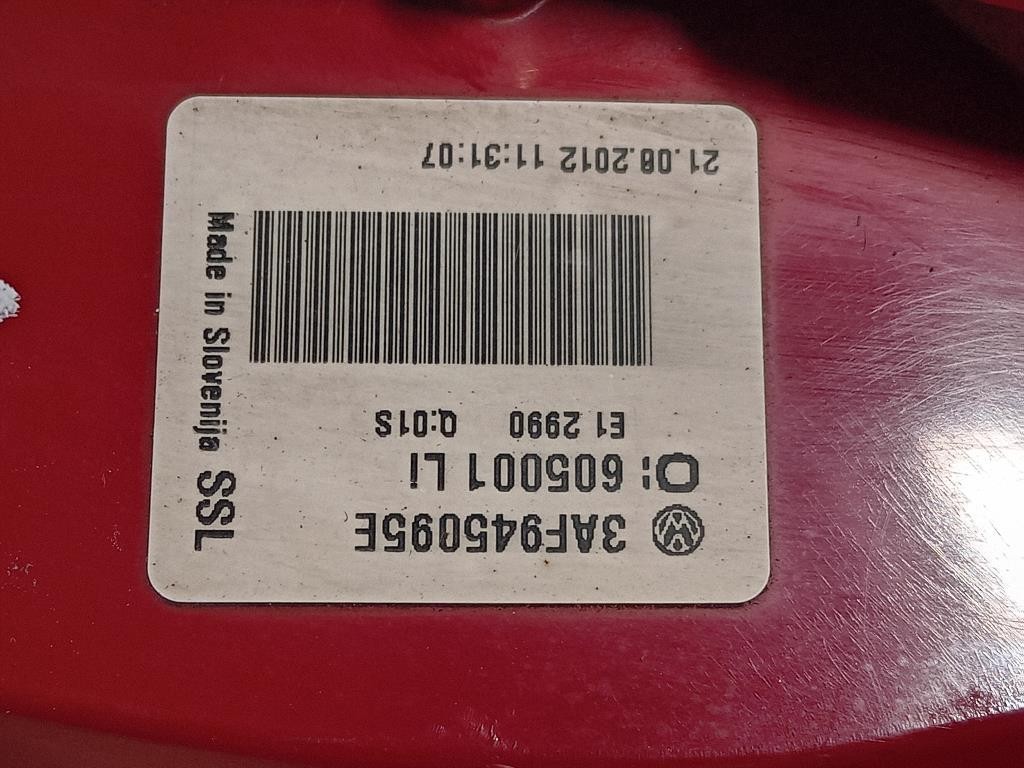 3AF945095E
O: 605001 Li
E1 2990 Q:01S
21.08.2012 11:31:07
Made in Slovenija SSL